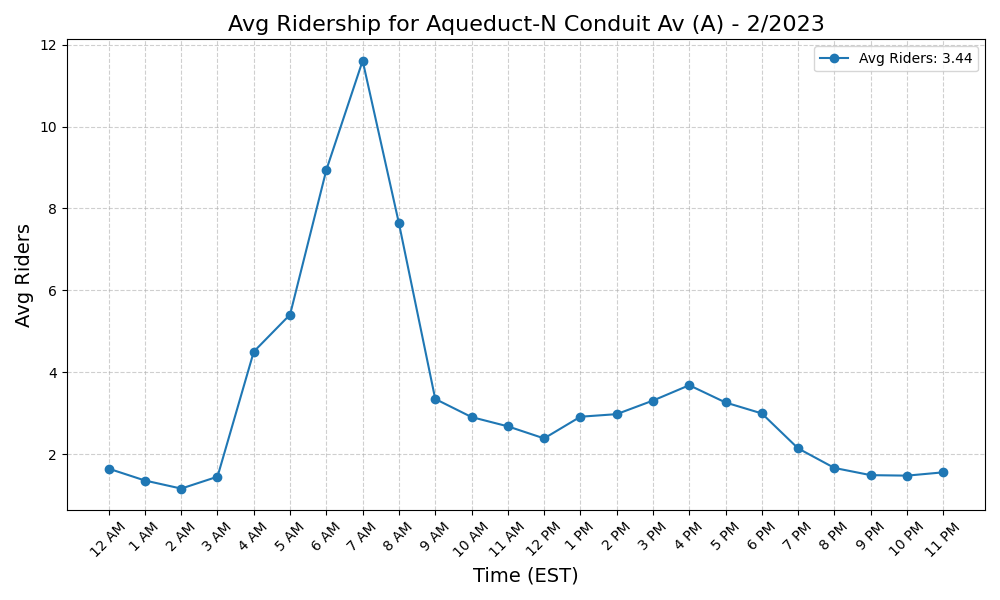 Avg Ridership for Aqueduct-N Conduit Av (A) - 2/2023
Avg Riders: 3.44
Avg Riders
12
10
8
6
4
2
12 AM
1 AM
2 AM
3 AM
4 AM
5 AM
6 AM
7 AM
8 AM
9 AM
10 AM
11 AM
12 PM
1 PM
2 PM
3 PM
4 PM
5 PM
6 PM
7 PM
8 PM
9 PM
10 PM
11 PM
Time (EST)